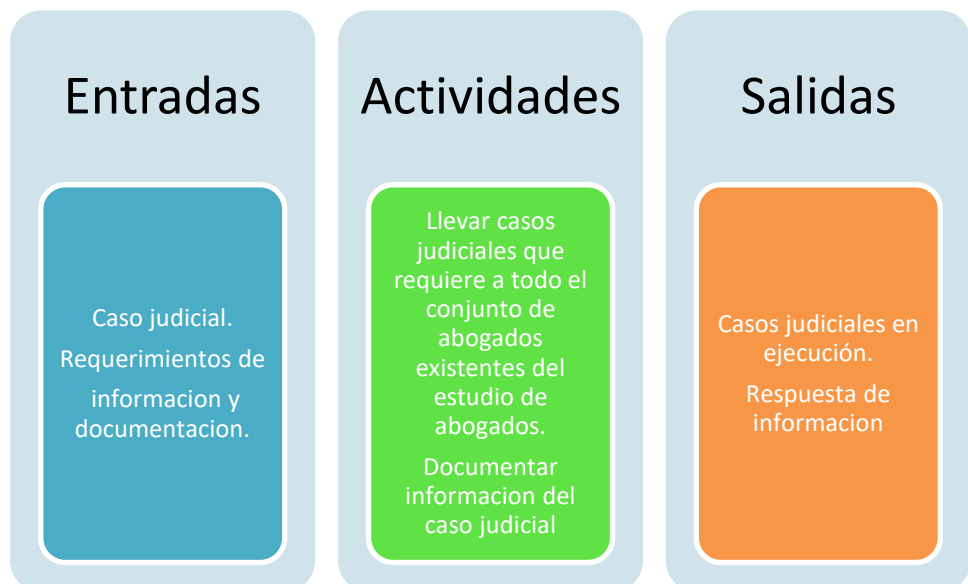 Entradas
Caso judicial.
Requerimientos de
informacion y
documentacion.
Actividades
Llevar casos
judiciales que
requiere a todo el
conjunto de
abogados
existentes del
estudio de
abogados.
Documentar
informacion del
caso judicial
Salidas
Casos judiciales en
ejecución.
Respuesta de
informacion